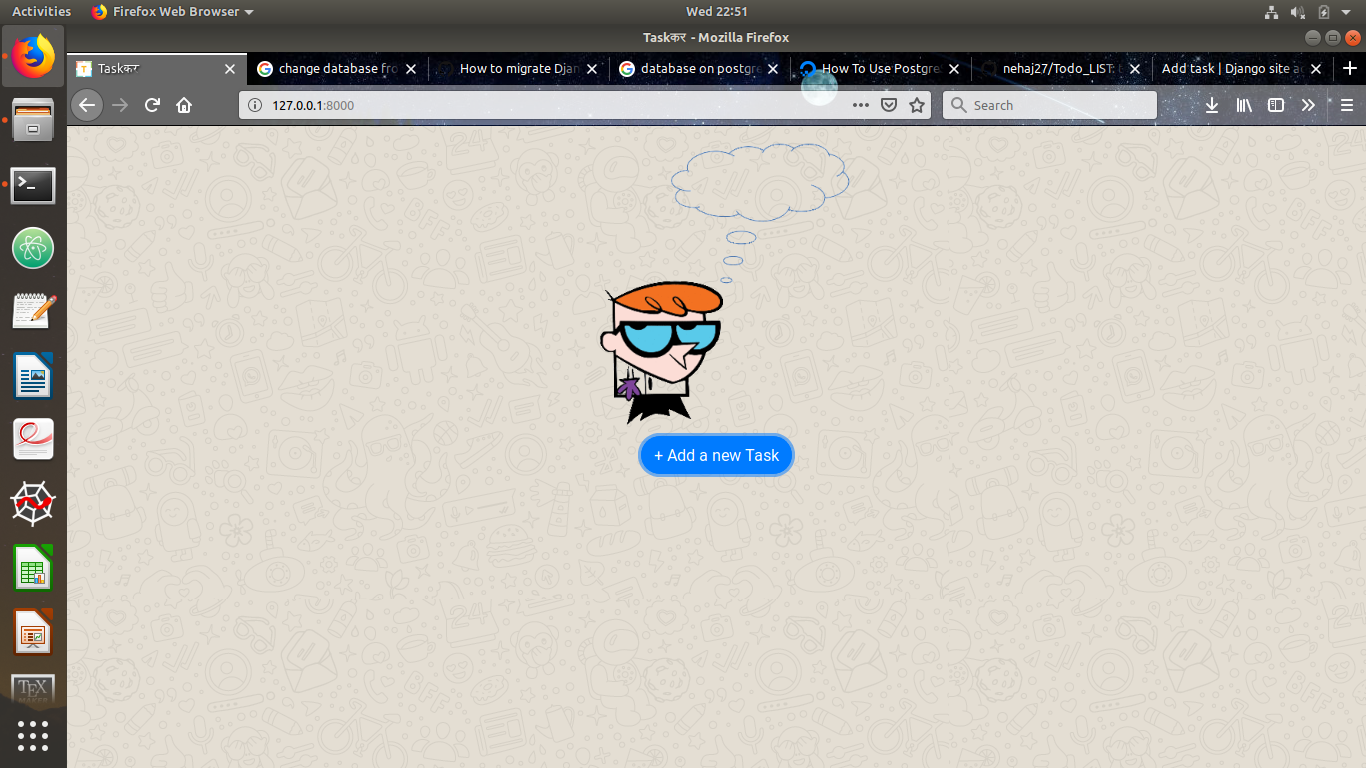 Activities Firefox Web Browser Wed 22:51
Taskकर - Mozilla Firefox
Taskकर change database fro How to migrate Djan database on postgre How To Use Postgre nehaj27/Todo_LIST: Add task | Django site a
127.0.0.1:8000 Search
+ Add a new Task
TEX